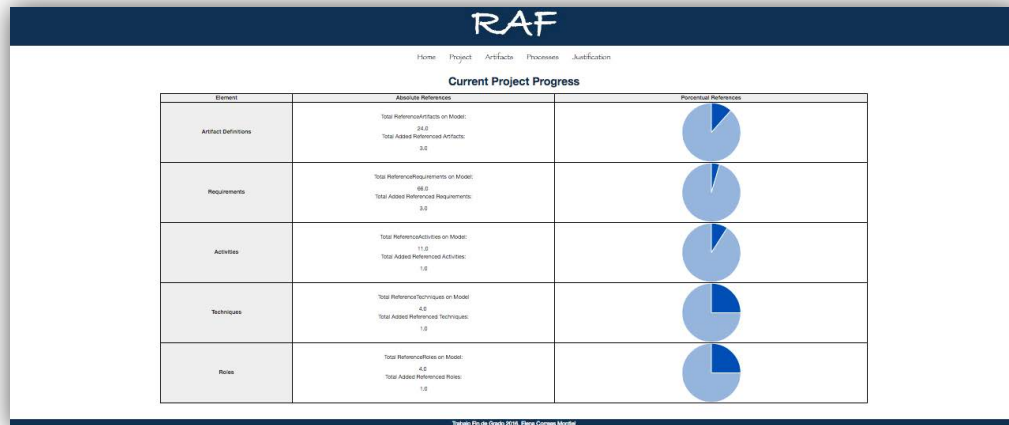 RAF
Home Project Artifacts Processes Justification
Current Project Progress
Element Absolute References Porcentual References
Artifact Definitions
Total ReferenceArtifacts on Model:
24.0
Total Added Referenced Artifacts:
3.0
Requirements
Total ReferenceRequirements on Model:
66.0
Total Added Referenced Requirements:
3.0
Activities
Total ReferenceActivities on Model:
11.0
Total Added Referenced Activities:
1.0
Techniques
Total ReferenceTechniques on Model
4.0
Total Added Referenced Techniques:
1.0
Roles
Total ReferenceRoles on Model:
4.0
Total Added Referenced Roles:
1.0
Trabajo Fin de Grado 2016. Elena Comes